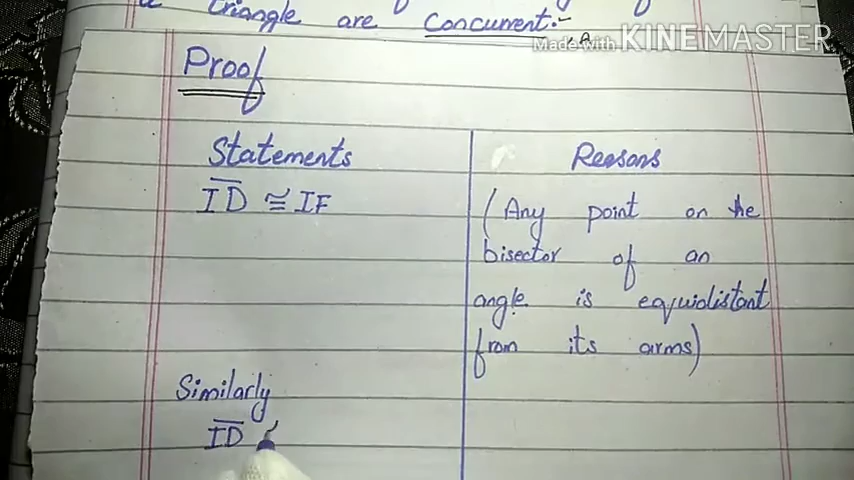 triangle are Concurrent:-
Made with KINEMASTER
Proof
Statements
Reasons
ID ≅ IF
(Any point on the
bisector of an
angle is equidistant
from its arms)
Similarly
ID